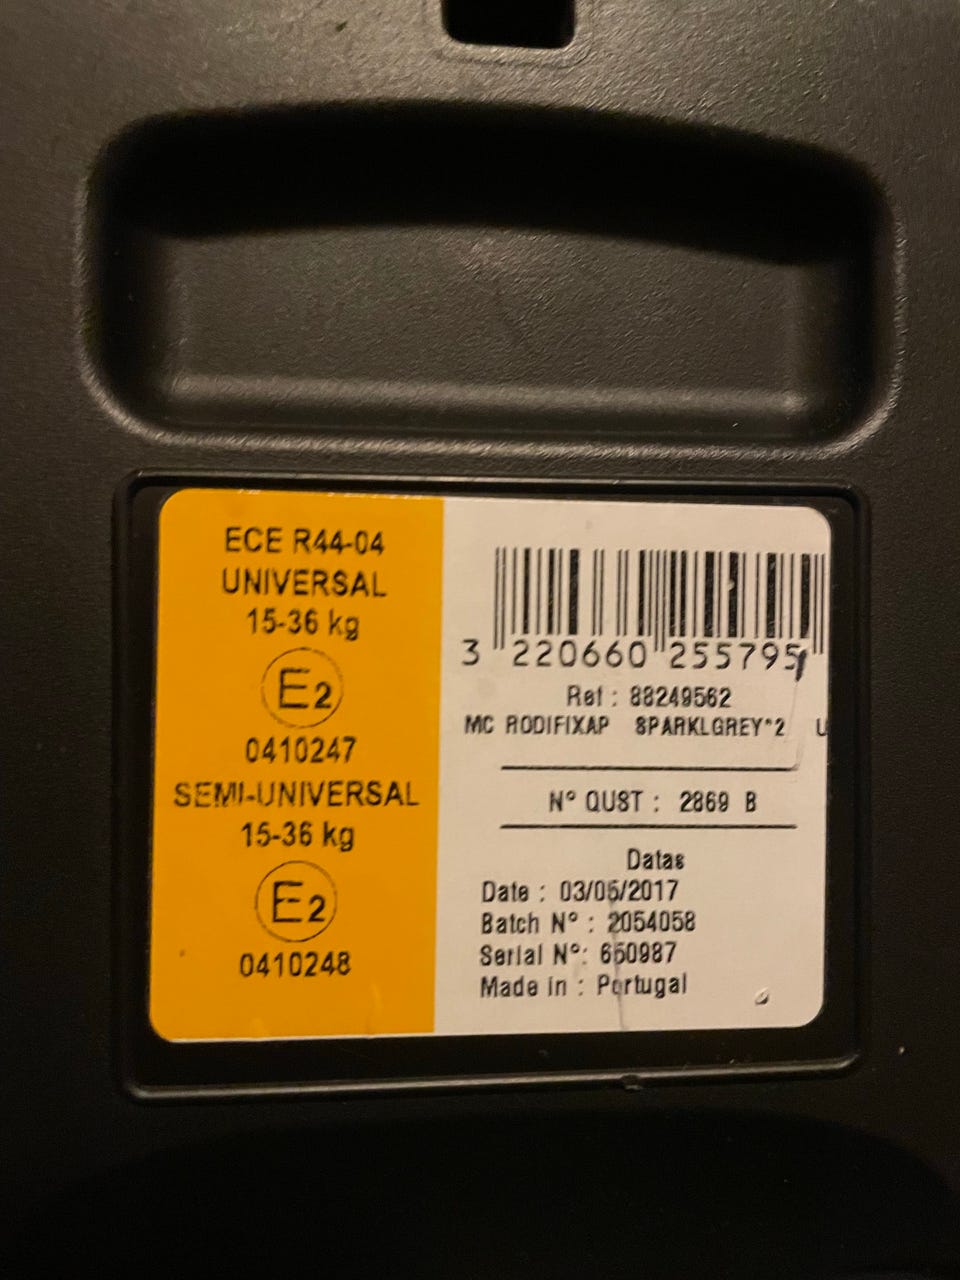 ECE R44-04
UNIVERSAL
15-36 kg
E2
0410247
SEMI-UNIVERSAL
15-36 kg
E2
0410248
3 220660 255795
Ref : 88249562
MC RODIFIXAP SPARKLGREY*2 U
N° CUST : 2869 B
Datas
Date : 03/05/2017
Batch N° : 2054058
Serial N°: 650987
Made in : Portugal